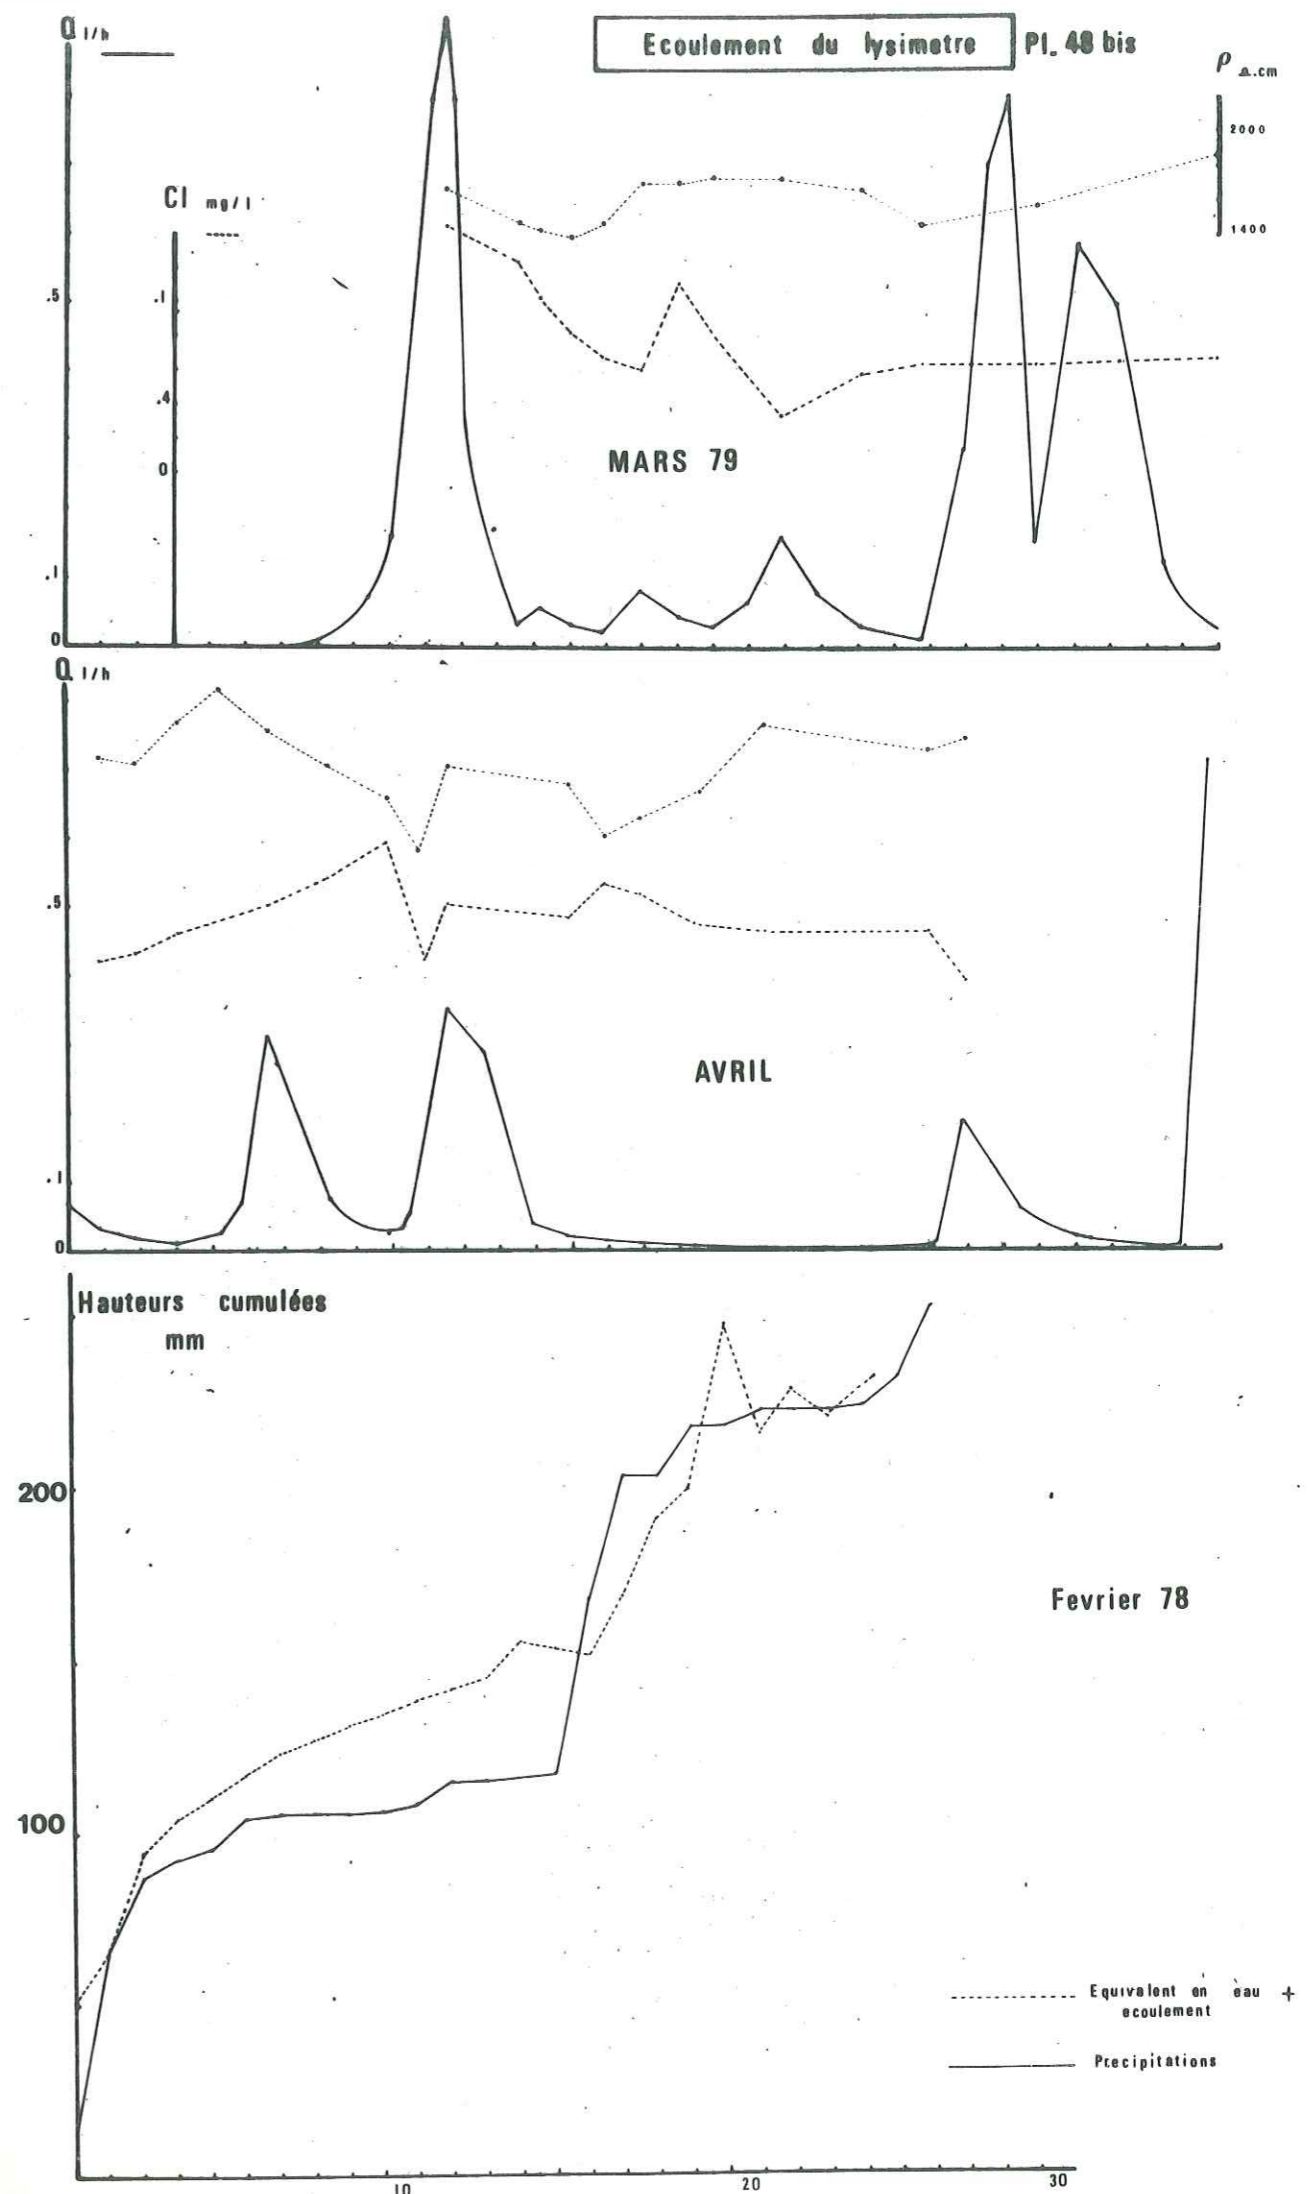 Q l/h
Ecoulement du lysimetre Pl. 48 bis
ρ Ω.cm
2000
Cl mg/l
1400
.5
.1
.4
MARS 79
0
.1
0
Q l/h
.5
AVRIL
.1
0
Hauteurs cumulées
mm
200
Fevrier 78
100
Equivalent en eau +
ecoulement
Precipitations
10 20 30